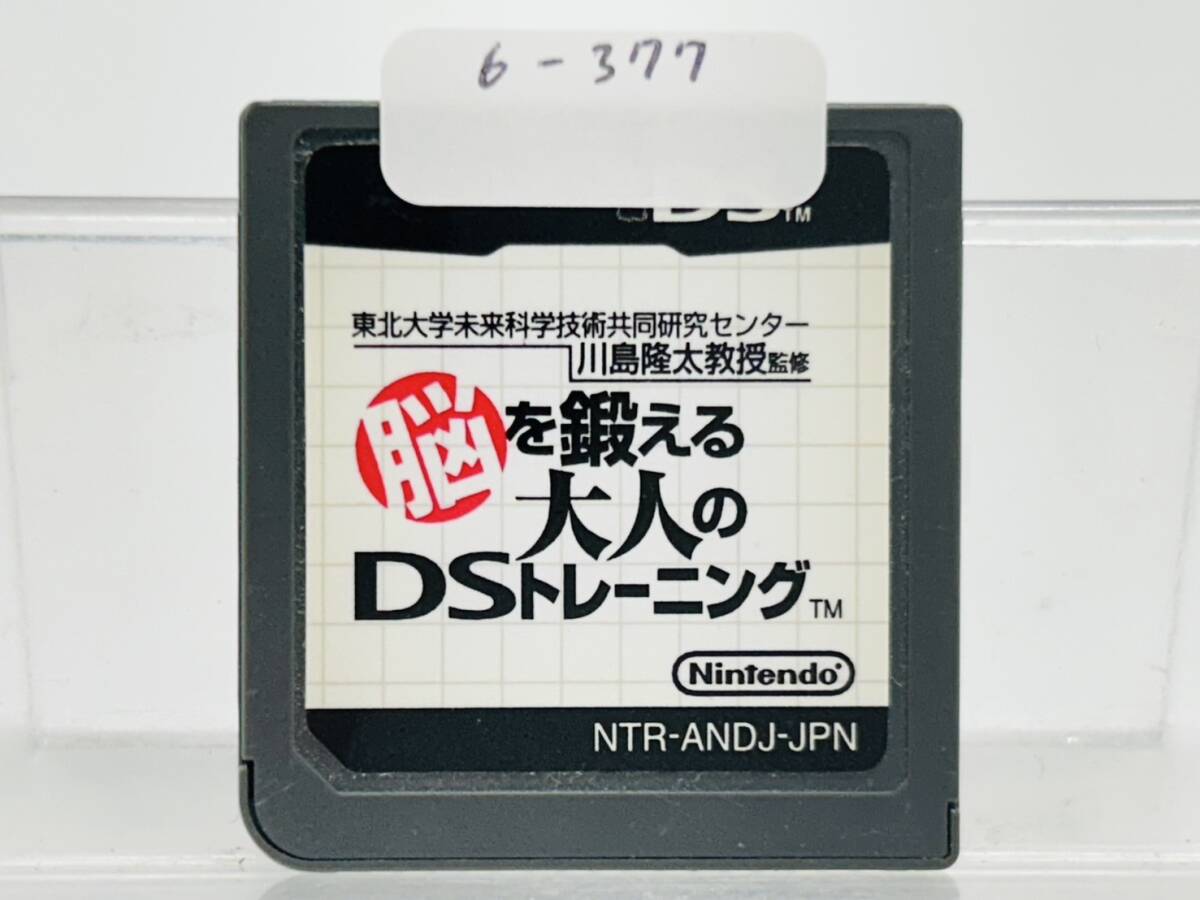 6-377
DS™
東北大学未来科学技術共同研究センター
川島隆太教授監修
脳を鍛える
大人の
DSトレーニング™
Nintendo
NTR-ANDJ-JPN